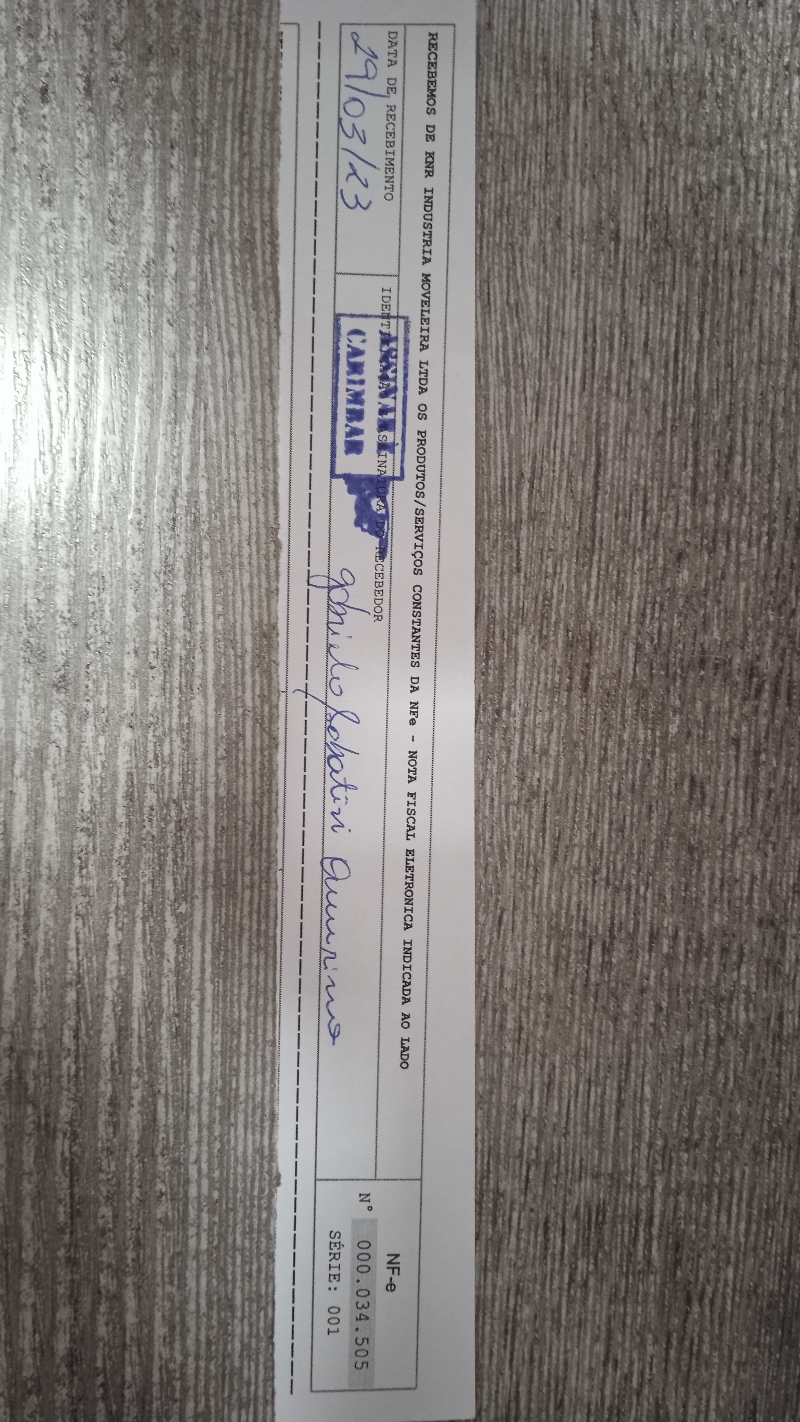 RECEBEMOS DE KNR INDUSTRIA MOVELEIRA LTDA OS PRODUTOS/SERVIÇOS CONSTANTES DA NFe - NOTA FISCAL ELETRONICA INDICADA AO LADO
DATA DE RECEBIMENTO
29/03/23
ASSINATURA DO RECEBEDOR
ASSINAR E
CARIMBAR
NF-e
Nº 000.034.505
SÉRIE: 001